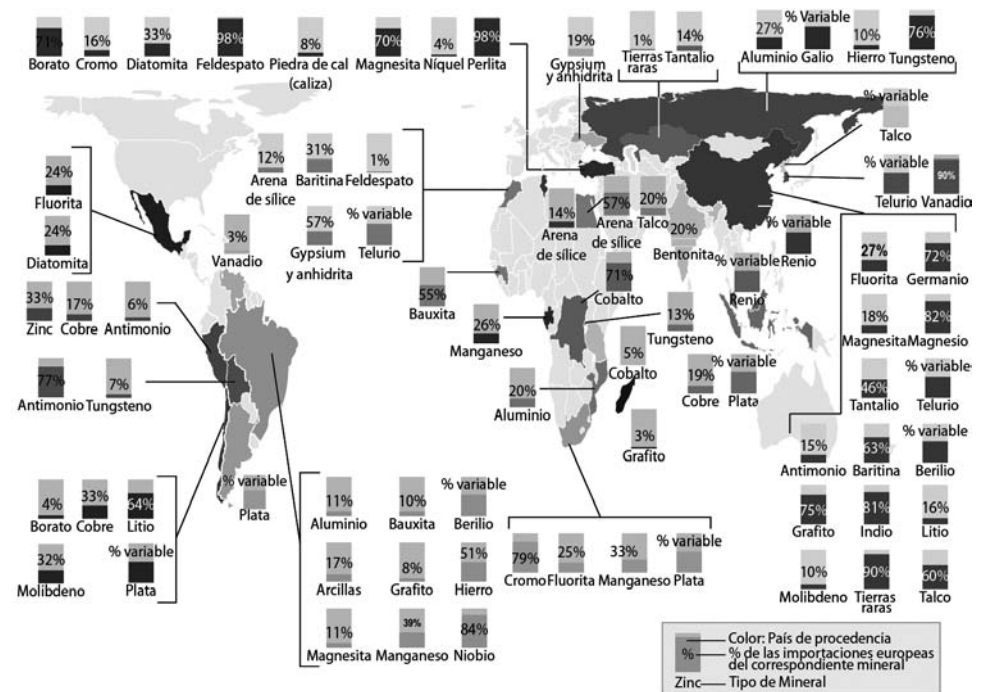 71% 16% 33% 98% 8% 70% 4% 98%
Borato Cromo Diatomita Feldespato Piedra de cal Magnesita Níquel Perlita
(caliza)
19%
Gypsium
y anhidrita
1% 14%
Tierras Tantalio
raras
27% % Variable 10% 76%
Aluminio Galio Hierro Tungsteno
% variable
Talco
% variable 90%
Telurio Vanadio
24%
Fluorita
24%
Diatomita
12% 31% 1%
Arena Baritina Feldespato
de sílice
57% % variable
Gypsium Telurio
y anhidrita
3%
Vanadio
14%
Arena
de sílice
57%
Arena
de sílice
20%
Talco
20%
Bentonita
% variable
Renio
% variable
Renio
55%
Bauxita
26%
Manganeso
71%
Cobalto
13%
Tungsteno
5%
Cobalto
20%
Aluminio
3%
Grafito
19% % variable
Cobre Plata
33% 17% 6%
Zinc Cobre Antimonio
77% 7%
Antimonio Tungsteno
4% 33% 64%
Borato Cobre Litio
32% % variable
Molibdeno Plata
% variable
Plata
11% 10% % variable
Aluminio Bauxita Berilio
17% 8% 51%
Arcillas Grafito Hierro
11% 39% 84%
Magnesita Manganeso Niobio
79% 25% 33% % variable
Cromo Fluorita Manganeso Plata
27% 72%
Fluorita Germanio
18% 82%
Magnesita Magnesio
46% % variable
Tantalio Telurio
15% 63% % variable
Antimonio Baritina Berilio
75% 81% 16%
Grafito Indio Litio
10% 90% 60%
Molibdeno Tierras Talco
raras
Color: País de procedencia
% % de las importaciones europeas
del correspondiente mineral
Zinc Tipo de Mineral